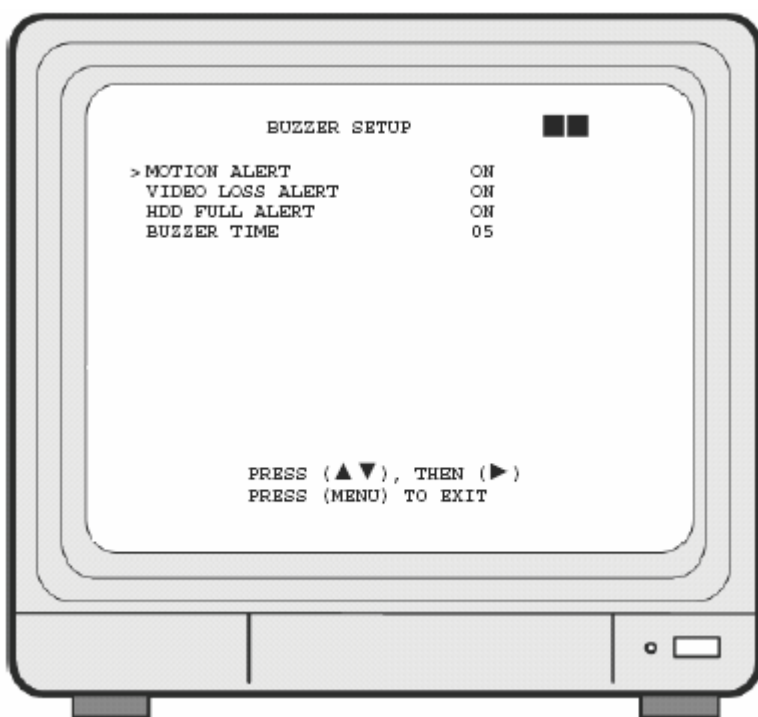 BUZZER SETUP
>MOTION ALERT ON
VIDEO LOSS ALERT ON
HDD FULL ALERT ON
BUZZER TIME 05
PRESS (▲▼), THEN (▶)
PRESS (MENU) TO EXIT